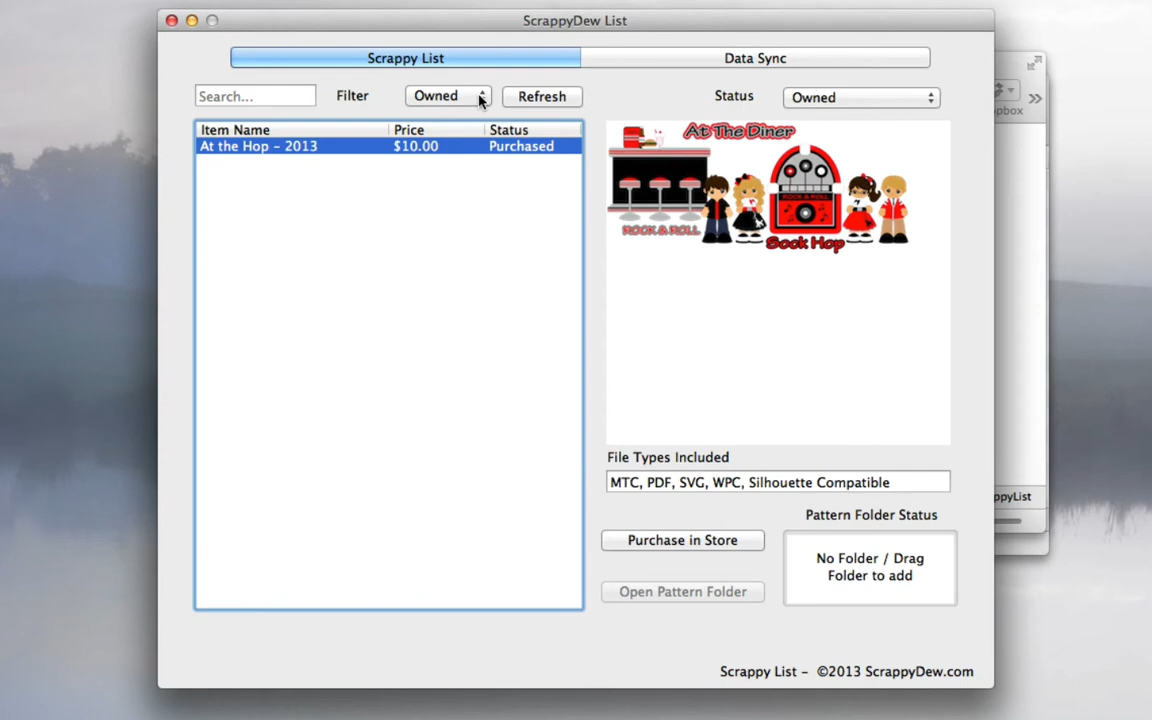 ScrappyDew List
Scrappy List
Data Sync
Search...
Filter
Owned
Refresh
Status
Owned
Item Name Price Status
At the Hop - 2013 $10.00 Purchased
At The Diner
ROCK & ROLL
ROCK & ROLL
Sock Hop
File Types Included
MTC, PDF, SVG, WPC, Silhouette Compatible
Pattern Folder Status
Purchase in Store
No Folder / Drag
Folder to add
Open Pattern Folder
Scrappy List - ©2013 ScrappyDew.com